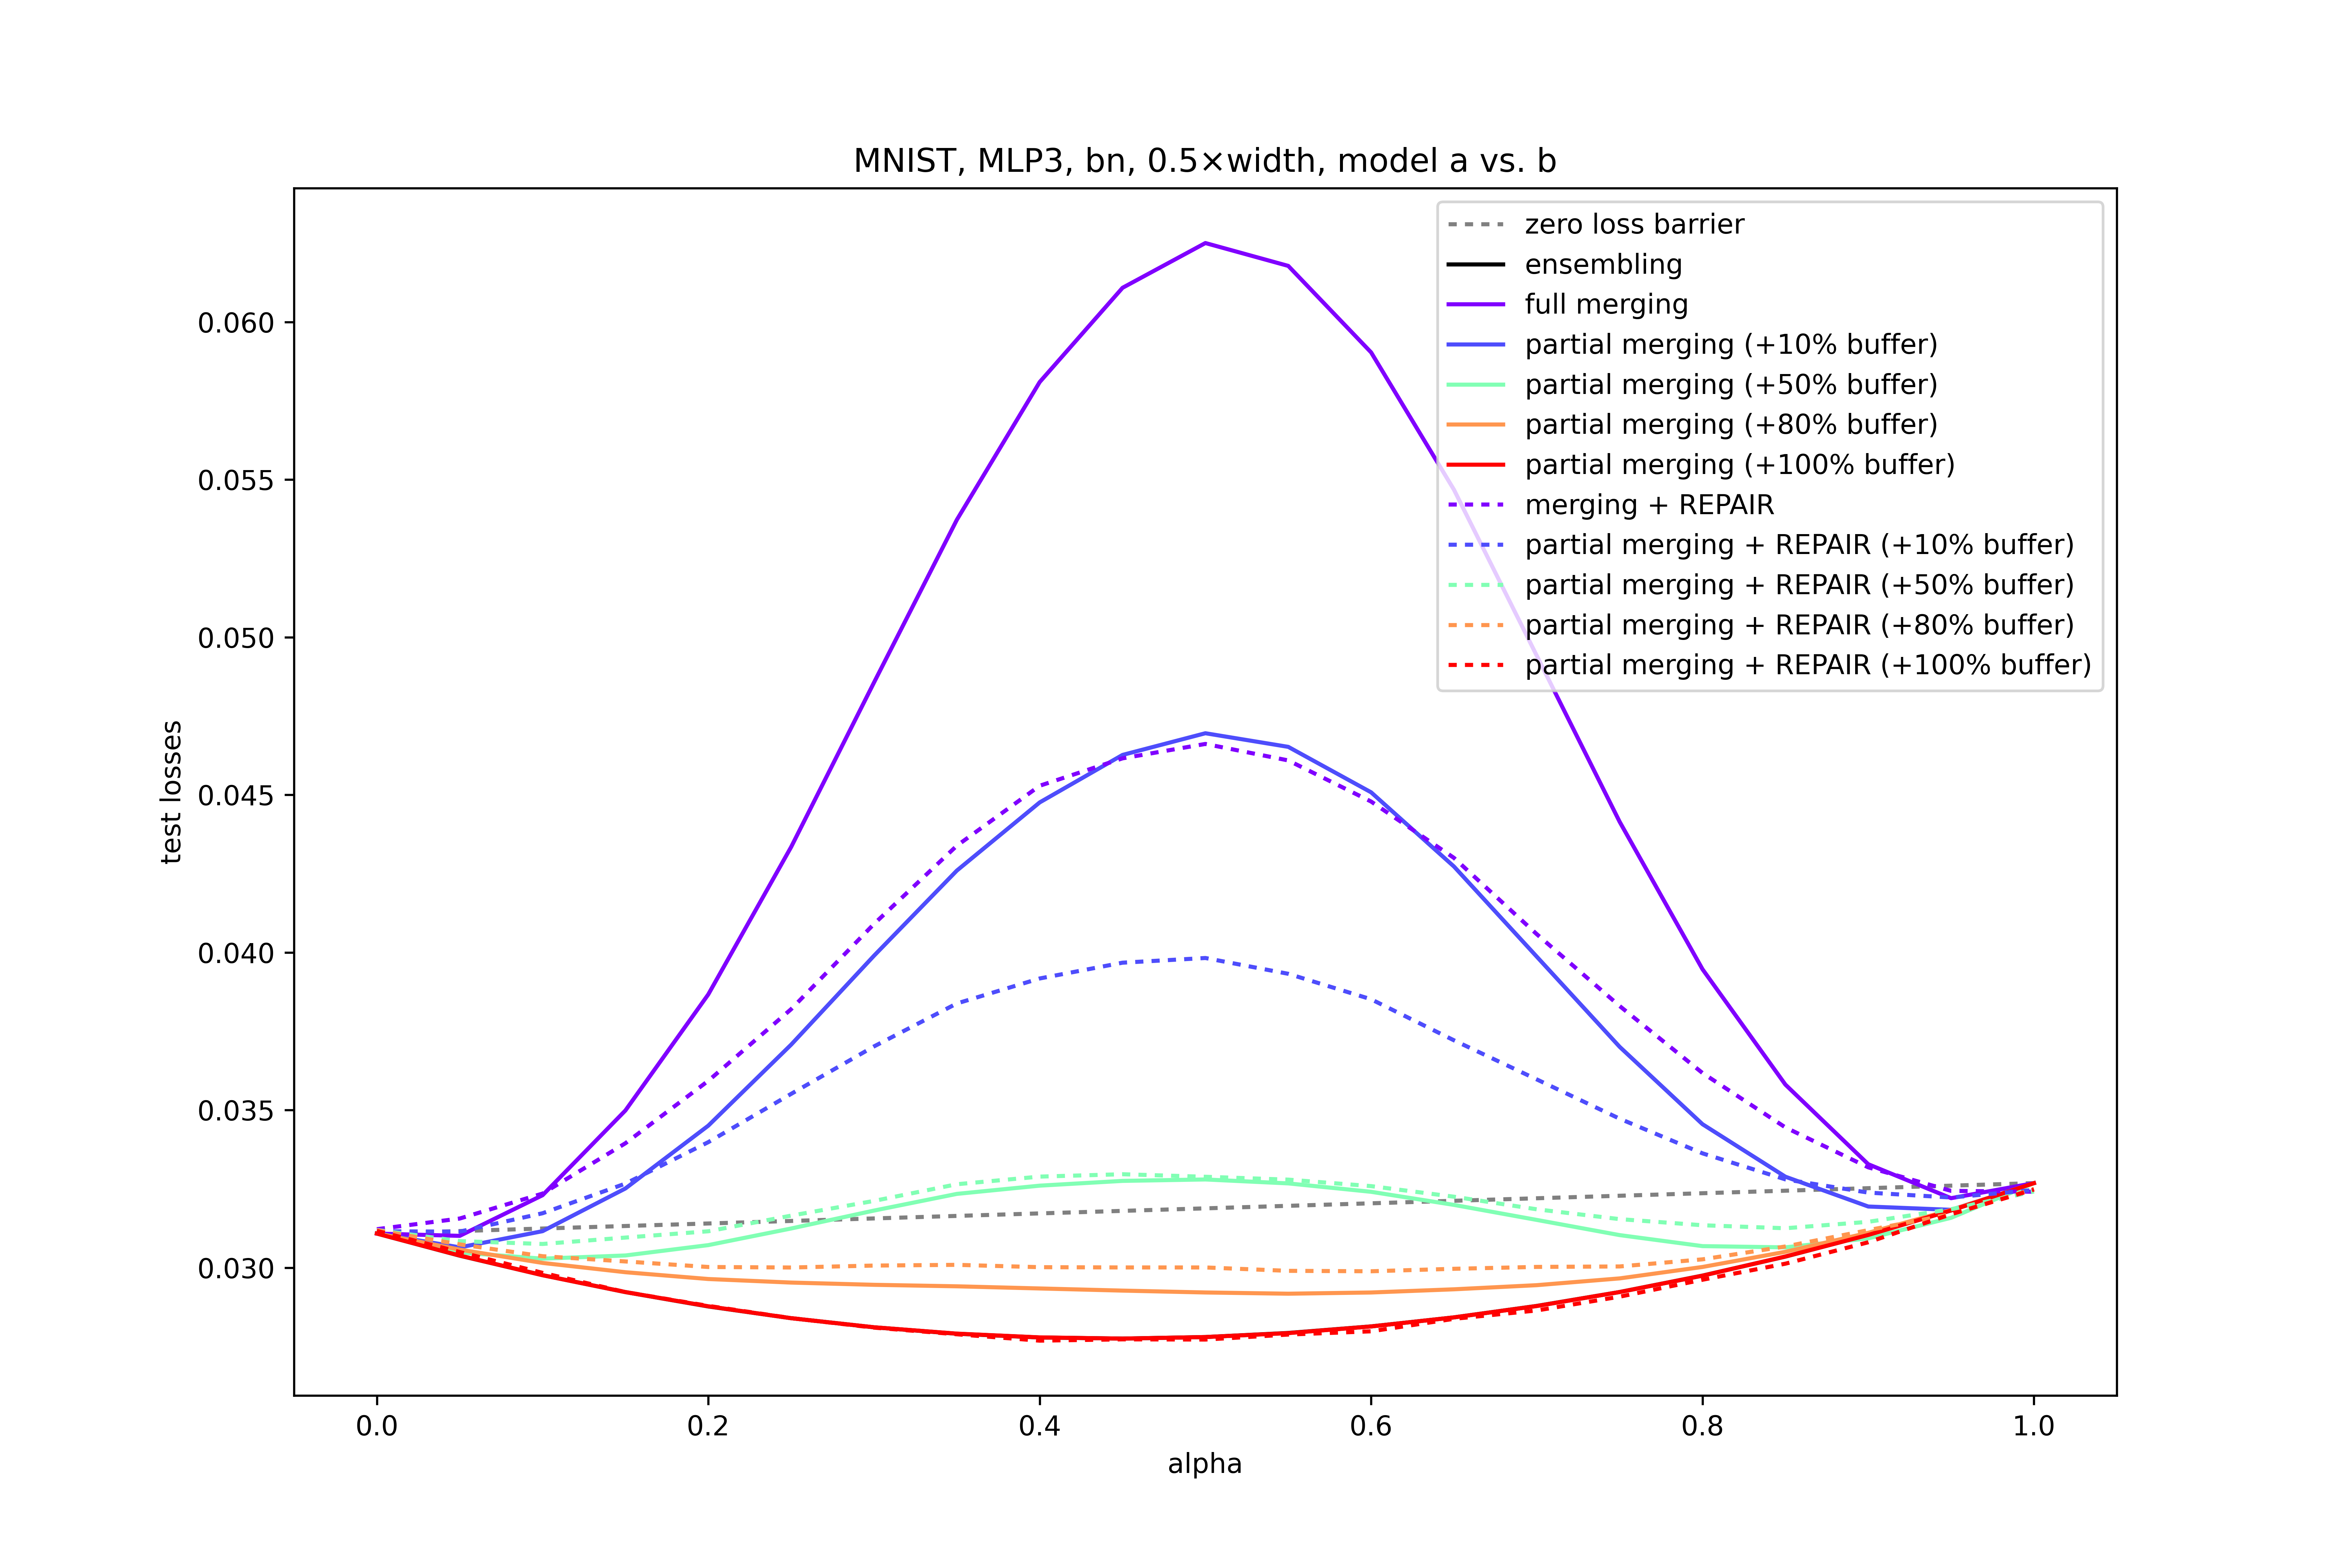 MNIST, MLP3, bn, 0.5×width, model a vs. b
zero loss barrier
ensembling
full merging
partial merging (+10% buffer)
partial merging (+50% buffer)
partial merging (+80% buffer)
partial merging (+100% buffer)
merging + REPAIR
partial merging + REPAIR (+10% buffer)
partial merging + REPAIR (+50% buffer)
partial merging + REPAIR (+80% buffer)
partial merging + REPAIR (+100% buffer)
test losses
0.060
0.055
0.050
0.045
0.040
0.035
0.030
0.0 0.2 0.4 0.6 0.8 1.0
alpha